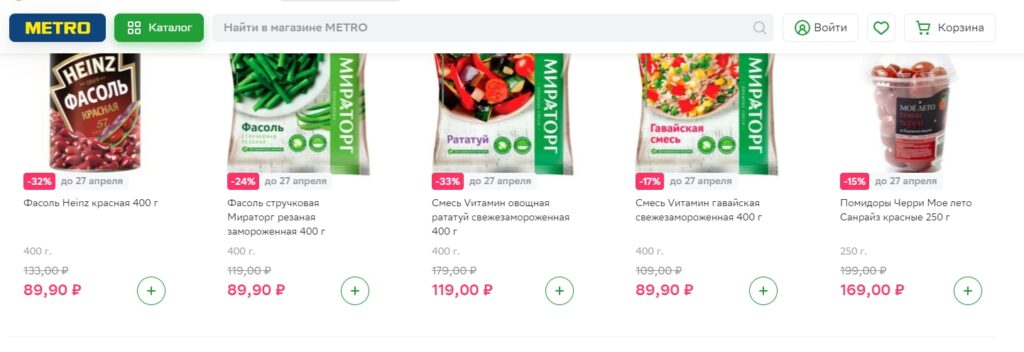 METRO
Каталог
Найти в магазине METRO
Войти
Корзина
HEINZ
ФАСОЛЬ
КРАСНАЯ
57
МИРАТОРГ
Фасоль
СТРУЧКОВАЯ
РЕЗАНАЯ
МИРАТОРГ
Рататуй
МИРАТОРГ
Гавайская
смесь
МОЁ ЛЕТО
томат
черри
-32% до 27 апреля
-24% до 27 апреля
-33% до 27 апреля
-17% до 27 апреля
-15% до 27 апреля
Фасоль Heinz красная 400 г
400 г.
133,00 ₽
89,90 ₽
Фасоль стручковая
Мираторг резаная
замороженная 400 г
400 г.
119,00 ₽
89,90 ₽
Смесь Vитамин овощная
рататуй свежезамороженная
400 г
400 г.
179,00 ₽
119,00 ₽
Смесь Vитамин гавайская
свежезамороженная 400 г
400 г.
109,00 ₽
89,90 ₽
Помидоры Черри Мое лето
Санрайз красные 250 г
250 г.
199,00 ₽
169,00 ₽